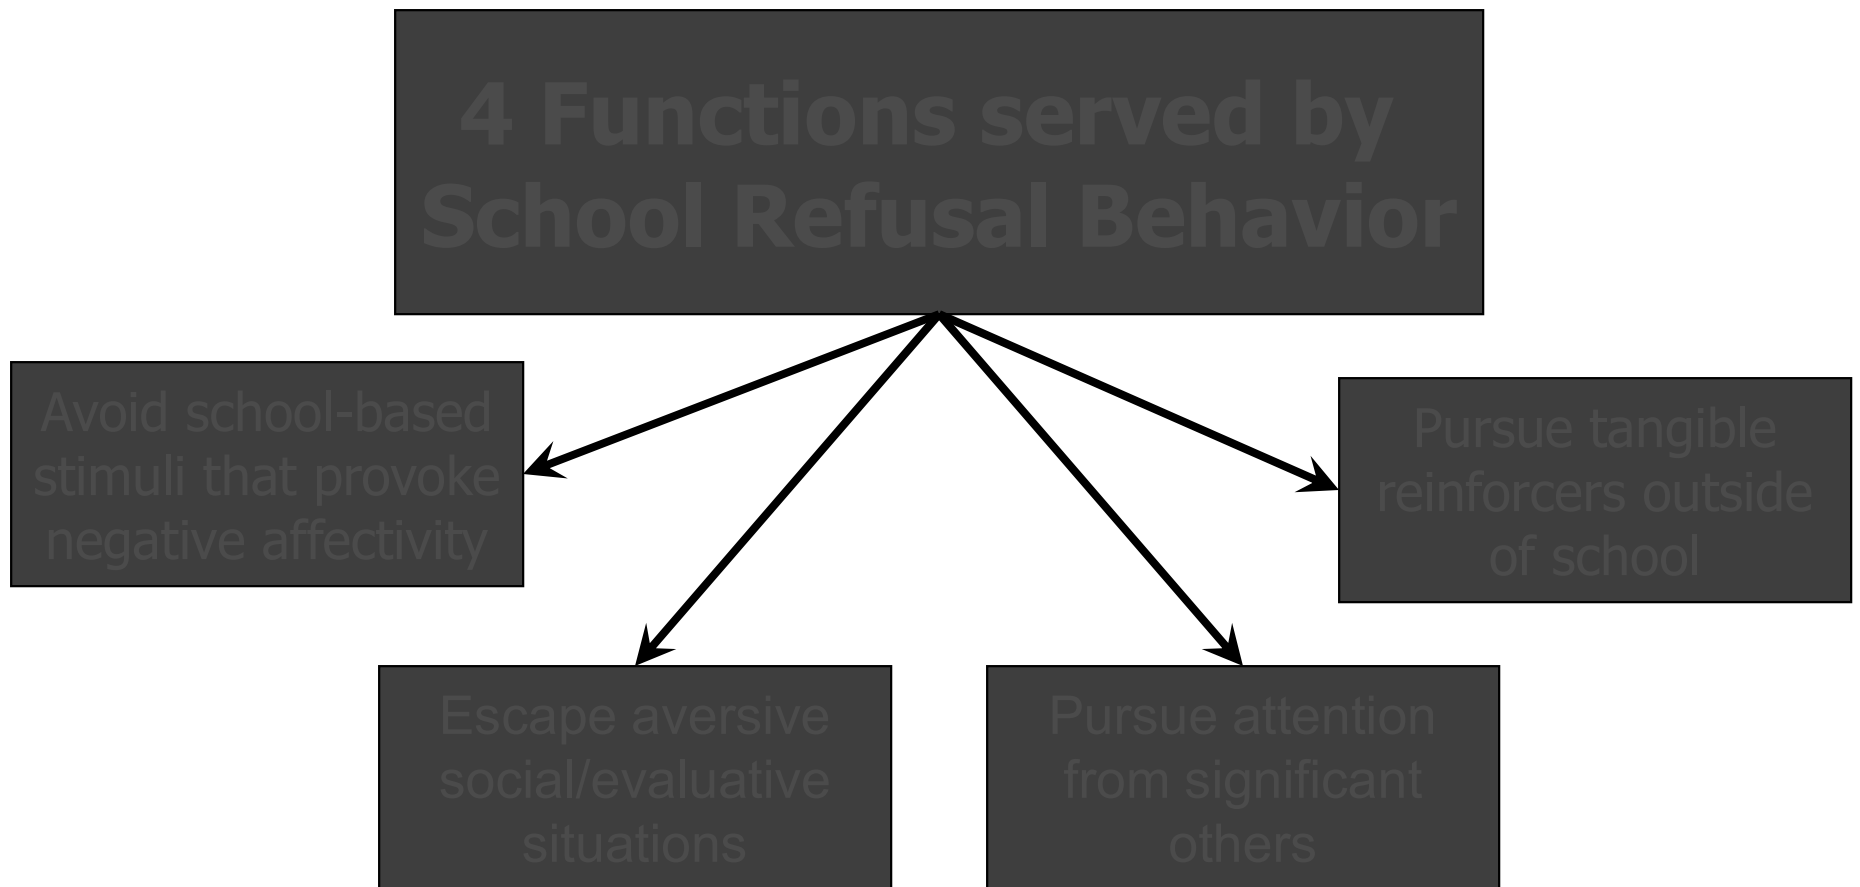 4 Functions served by
School Refusal Behavior
Avoid school-based
stimuli that provoke
negative affectivity
Pursue tangible
reinforcers outside
of school
Escape aversive
social/evaluative
situations
Pursue attention
from significant
others